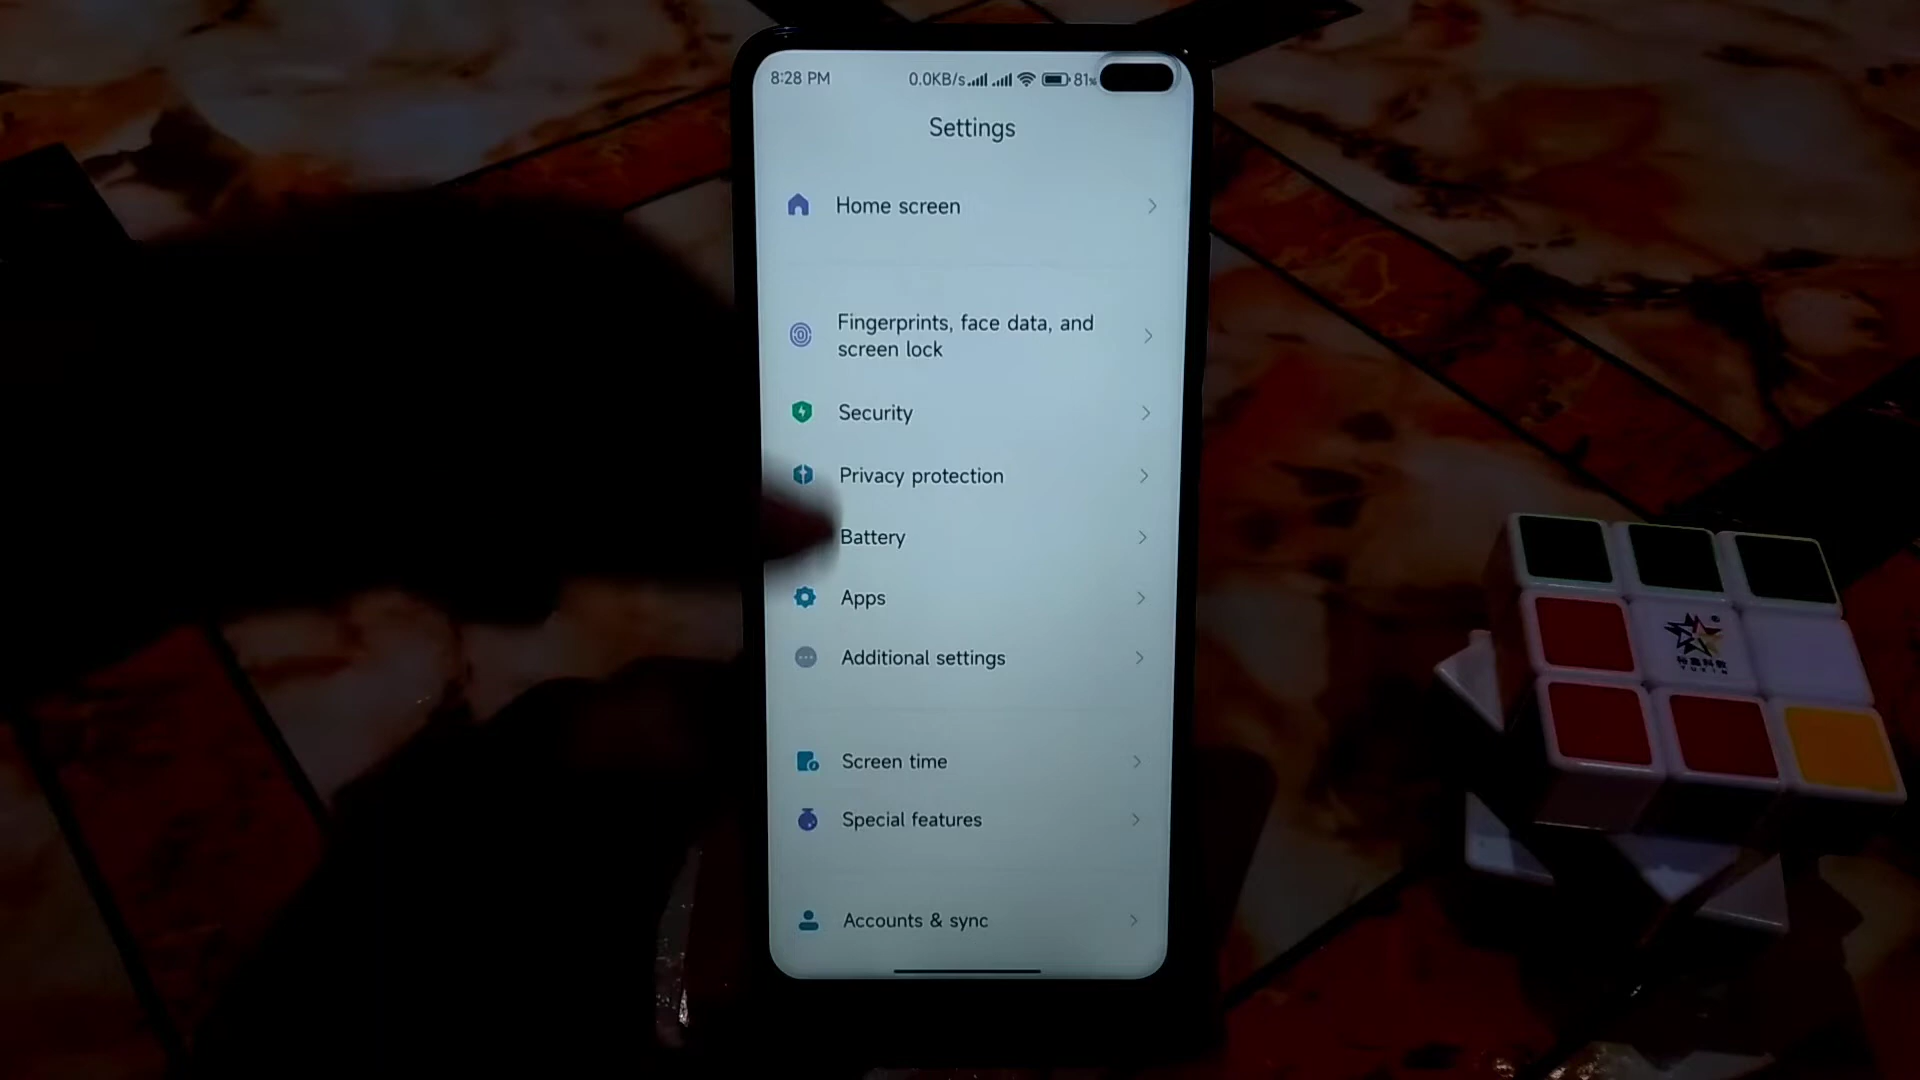 8:28 PM 0.0KB/s 81%
Settings
Home screen
Fingerprints, face data, and
screen lock
Security
Privacy protection
Battery
Apps
Additional settings
Screen time
Special features
Accounts & sync
YUXIN